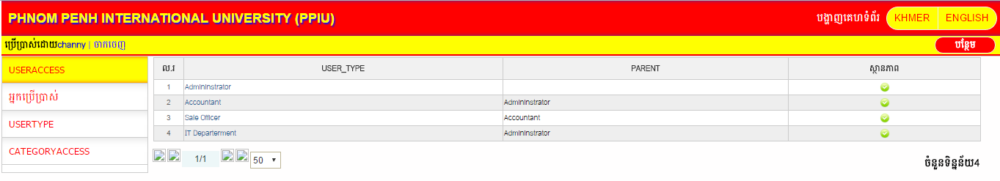 PHNOM PENH INTERNATIONAL UNIVERSITY (PPIU)
បង្ហាញគេហទំព័រ KHMER ENGLISH
ប្រើប្រាស់ដោយchanny | ចាកចេញ
បន្ថែម
USERACCESS
អ្នកប្រើប្រាស់
USERTYPE
CATEGORYACCESS
ល.រ USER_TYPE PARENT ស្ថានភាព
1 Admininstrator
2 Accountant Admininstrator
3 Sale Officer Accountant
4 IT Departerment Admininstrator
1/1 50
ចំនួនទិន្នន័យ4